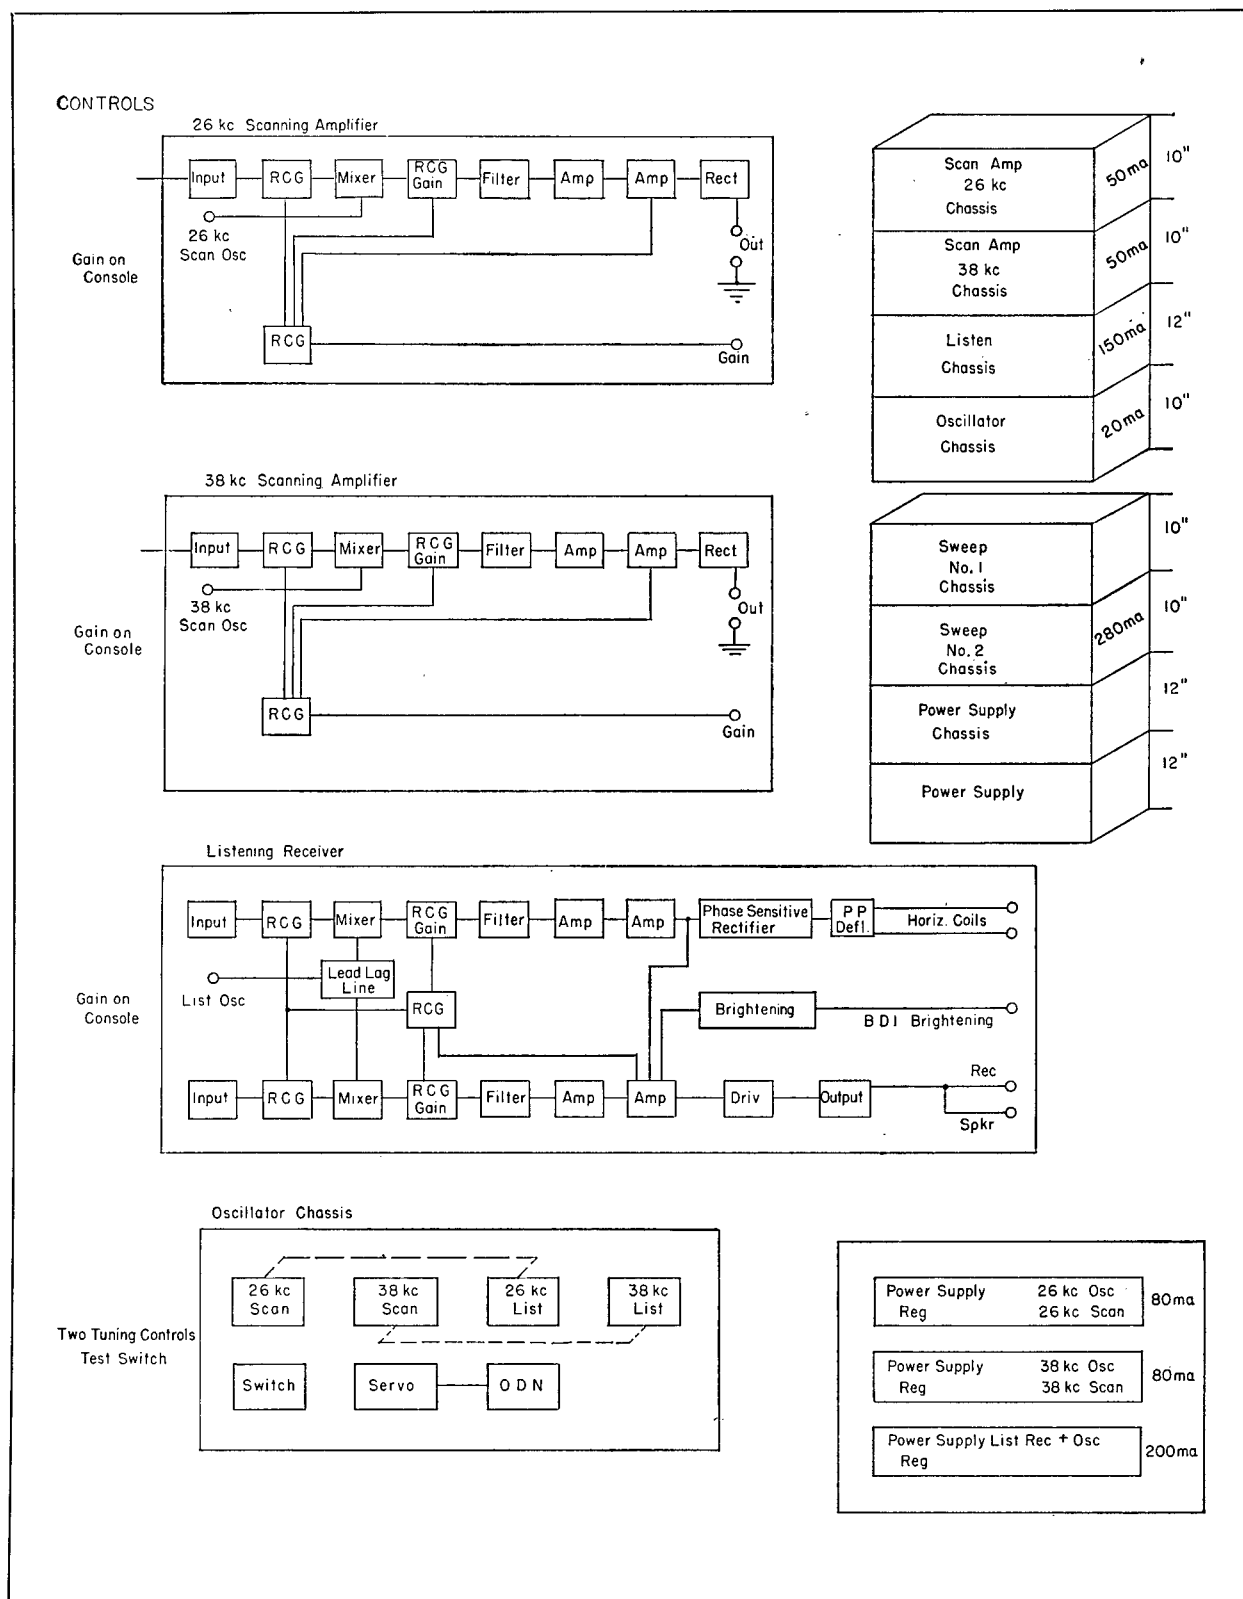 CONTROLS
26 kc Scanning Amplifier
Input
RCG
Mixer
RCG
Gain
Filter
Amp
Amp
Rect
26 kc
Scan Osc
Out
Gain on
Console
RCG
Gain
38 kc Scanning Amplifier
Input
RCG
Mixer
RCG
Gain
Filter
Amp
Amp
Rect
38 kc
Scan Osc
Out
Gain on
Console
RCG
Gain
Listening Receiver
Input
RCG
Mixer
RCG
Gain
Filter
Amp
Amp
Phase Sensitive
Rectifier
PP
Defl.
Horiz. Coils
Lead Lag
Line
List Osc
Gain on
Console
RCG
Brightening
BDI Brightening
Input
RCG
Mixer
RCG
Gain
Filter
Amp
Amp
Driv
Output
Rec
Spkr
Oscillator Chassis
26 kc
Scan
38 kc
Scan
26 kc
List
38 kc
List
Two Tuning Controls
Test Switch
Switch
Servo
ODN
Scan Amp
26 kc
Chassis
50ma
10"
Scan Amp
38 kc
Chassis
50ma
10"
Listen
Chassis
150ma
12"
Oscillator
Chassis
20ma
10"
Sweep
No. 1
Chassis
10"
Sweep
No. 2
Chassis
280ma
10"
Power Supply
Chassis
12"
Power Supply
12"
Power Supply 26 kc Osc
Reg 26 kc Scan
80ma
Power Supply 38 kc Osc
Reg 38 kc Scan
80ma
Power Supply List Rec + Osc
Reg
200ma